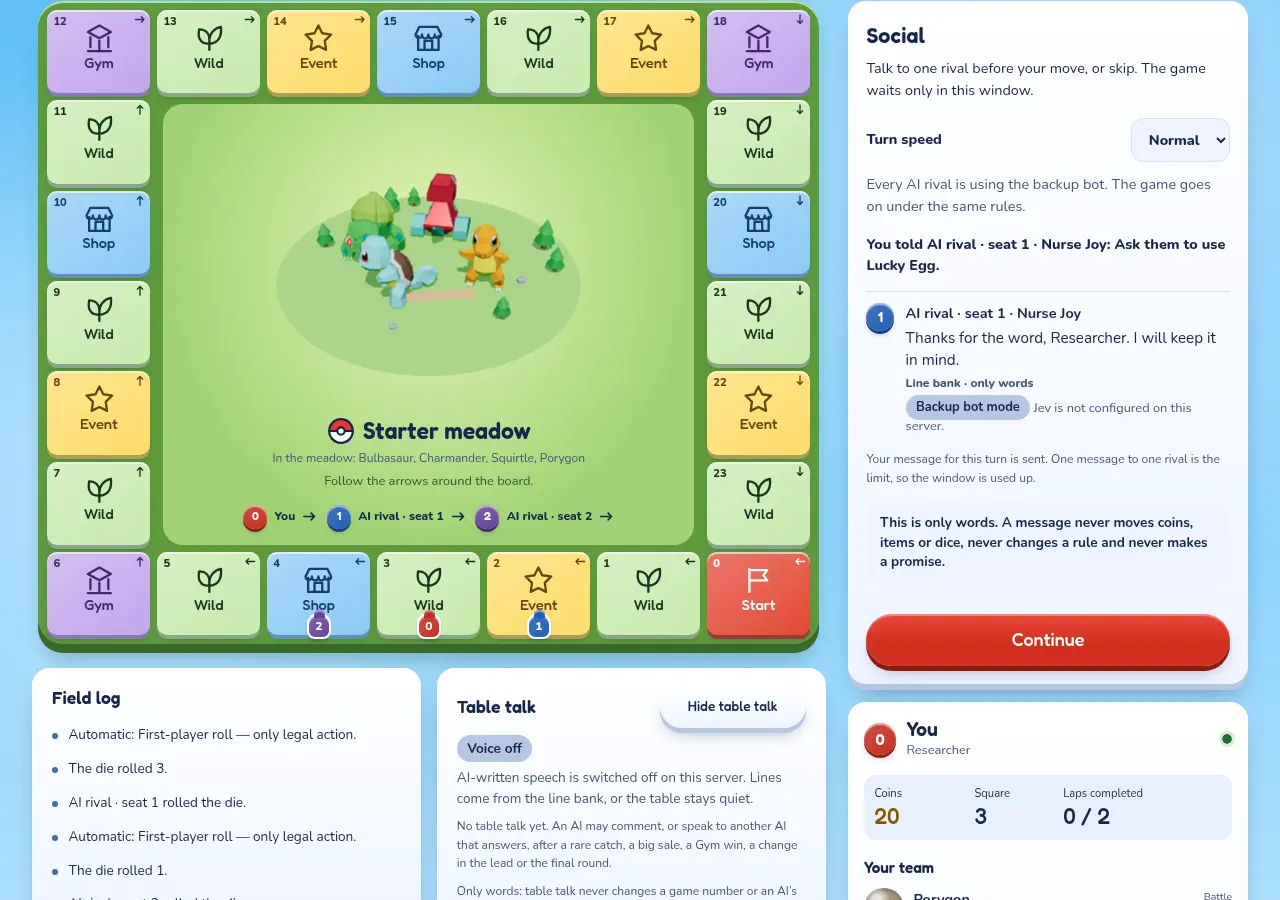 12 → Gym
13 → Wild
14 → Event
15 → Shop
16 → Wild
17 → Event
18 ↓ Gym
11 ↑ Wild
19 ↓ Wild
10 ↑ Shop
20 ↓ Shop
9 ↑ Wild
21 ↓ Wild
8 ↑ Event
22 ↓ Event
7 ↑ Wild
23 ↓ Wild
Starter meadow
In the meadow: Bulbasaur, Charmander, Squirtle, Porygon
Follow the arrows around the board.
0 You → 1 AI rival · seat 1 → 2 AI rival · seat 2 →
6 ↑ Gym
5 ← Wild
4 ← Shop 2
3 ← Wild 0
2 ← Event 1
1 ← Wild
0 ← Start
Field log
Automatic: First-player roll — only legal action.
The die rolled 3.
AI rival · seat 1 rolled the die.
Automatic: First-player roll — only legal action.
The die rolled 1.
Table talk
Hide table talk
Voice off
AI-written speech is switched off on this server. Lines
come from the line bank, or the table stays quiet.
No table talk yet. An AI may comment, or speak to another AI
that answers, after a rare catch, a big sale, a Gym win, a change
in the lead or the final round.
Only words: table talk never changes a game number or an AI's
Social
Talk to one rival before your move, or skip. The game
waits only in this window.
Turn speed
Normal
Every AI rival is using the backup bot. The game goes
on under the same rules.
You told AI rival · seat 1 · Nurse Joy: Ask them to use
Lucky Egg.
1
AI rival · seat 1 · Nurse Joy
Thanks for the word, Researcher. I will keep it
in mind.
Line bank · only words
Backup bot mode Jev is not configured on this
server.
Your message for this turn is sent. One message to one rival is the
limit, so the window is used up.
This is only words. A message never moves coins,
items or dice, never changes a rule and never makes
a promise.
Continue
0
You
Researcher
Coins Square Laps completed
20 3 0 / 2
Your team
Porygon
Battle